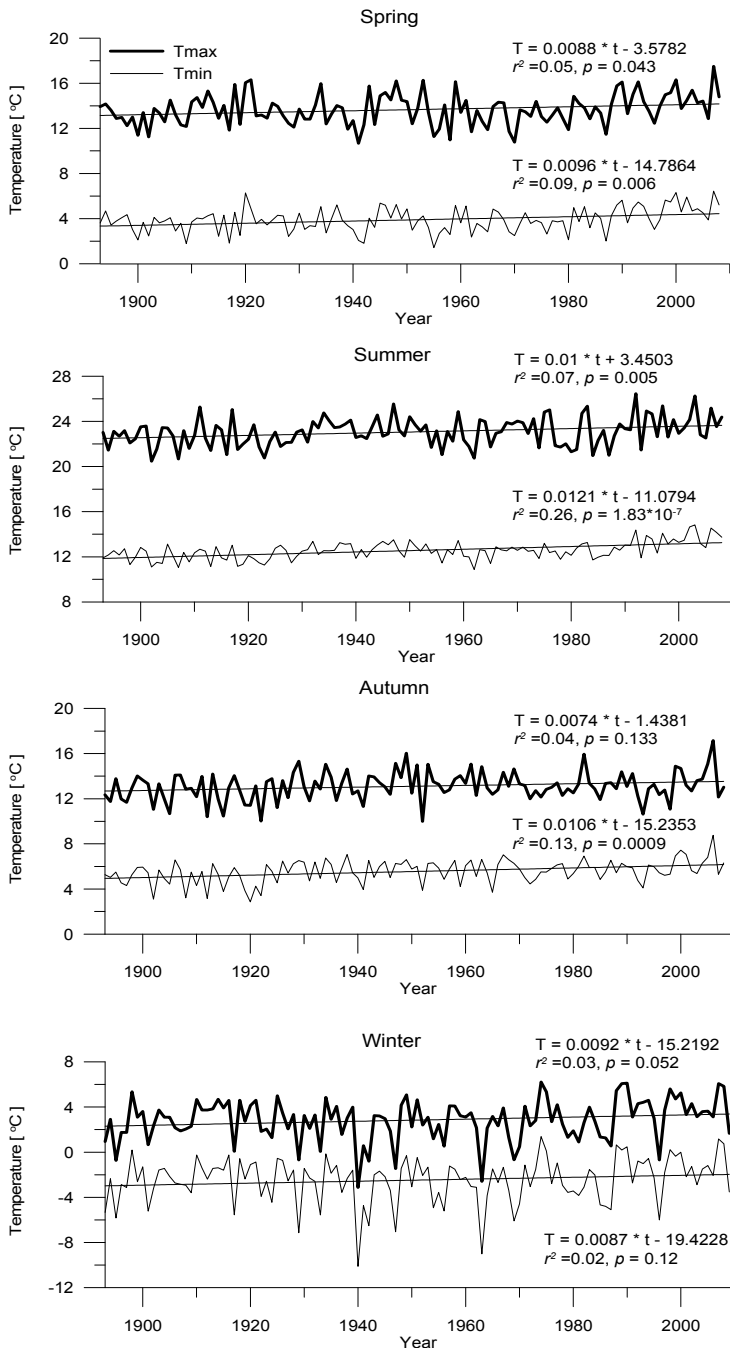 Spring
Tmax
Tmin
T = 0.0088 * t - 3.5782
r² =0.05, p = 0.043
T = 0.0096 * t - 14.7864
r² =0.09, p = 0.006
Temperature [ °C]
20
16
12
8
4
0
1900 1920 1940 1960 1980 2000
Year
Summer
T = 0.01 * t + 3.4503
r² =0.07, p = 0.005
T = 0.0121 * t - 11.0794
r² =0.26, p = 1.83*10⁻⁷
Temperature [ °C]
28
24
20
16
12
8
1900 1920 1940 1960 1980 2000
Year
Autumn
T = 0.0074 * t - 1.4381
r² =0.04, p = 0.133
T = 0.0106 * t - 15.2353
r² =0.13, p = 0.0009
Temperature [ °C]
20
16
12
8
4
0
1900 1920 1940 1960 1980 2000
Year
Winter
T = 0.0092 * t - 15.2192
r² =0.03, p = 0.052
T = 0.0087 * t - 19.4228
r² =0.02, p = 0.12
Temperature [ °C]
8
4
0
-4
-8
-12
1900 1920 1940 1960 1980 2000
Year